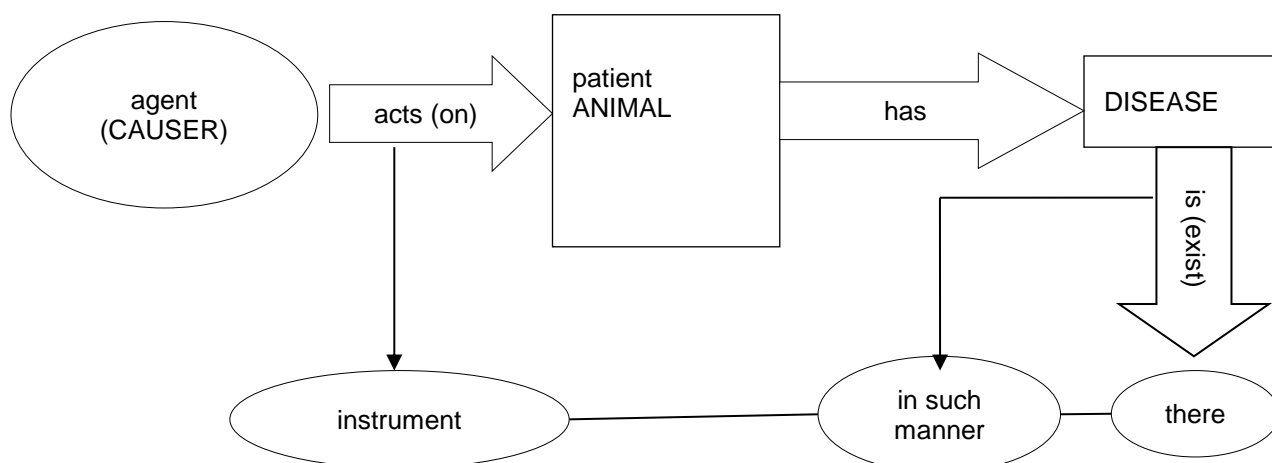 agent
(CAUSER)
acts (on)
patient
ANIMAL
has
DISEASE
is (exist)
instrument
in such
manner
there